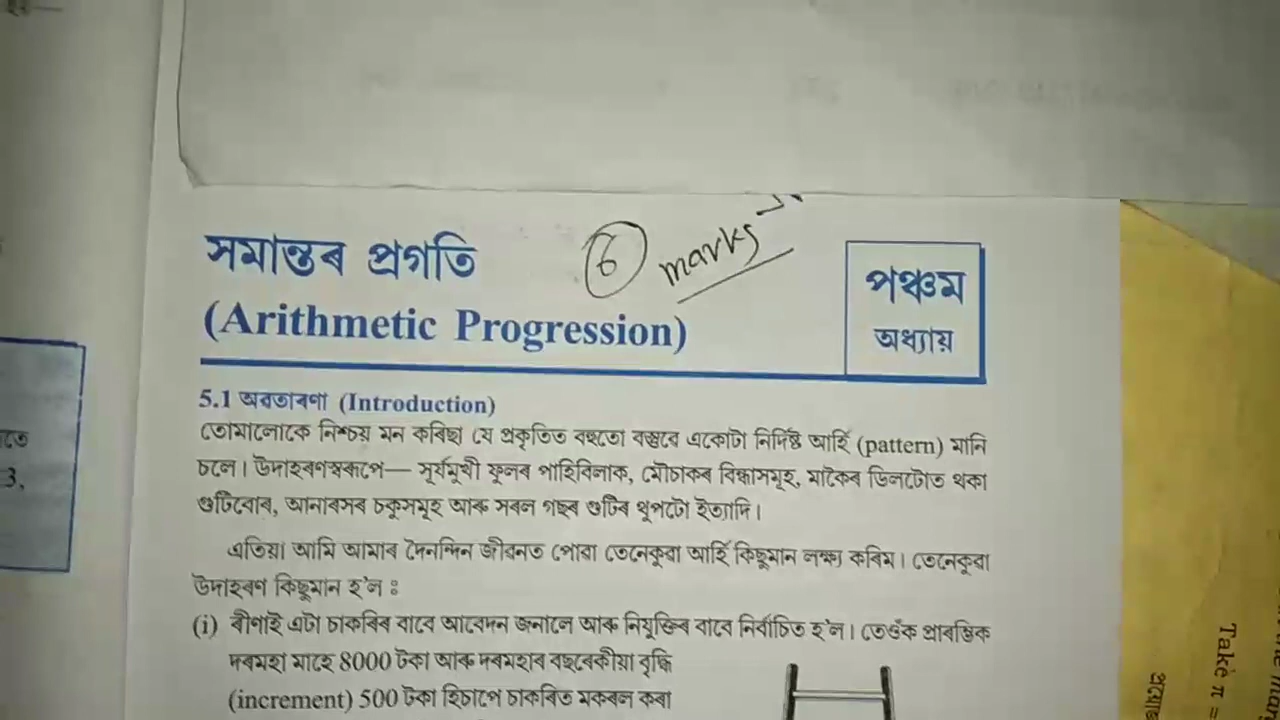 সমান্তৰ প্ৰগতি
6 marks
(Arithmetic Progression)
পঞ্চম
অধ্যায়
5.1 অৱতাৰণা (Introduction)
তোমালোকে নিশ্চয় মন কৰিছা যে প্ৰকৃতিত বহুতো বস্তুৱে একোটা নিৰ্দিষ্ট আৰ্হি (pattern) মানি
চলে। উদাহৰণস্বৰূপে— সূৰ্যমুখী ফুলৰ পাহিবিলাক, মৌচাকৰ বিন্ধাসমূহ, মাকৈৰ ডিলটোত থকা
গুটিবোৰ, আনাৰসৰ চকুসমূহ আৰু সৰল গছৰ গুটিৰ থূপটো ইত্যাদি।
এতিয়া আমি আমাৰ দৈনন্দিন জীৱনত পোৱা তেনেকুৱা আৰ্হি কিছুমান লক্ষ্য কৰিম। তেনেকুৱা
উদাহৰণ কিছুমান হ'ল ঃ
(i) ৰীণাই এটা চাকৰিৰ বাবে আবেদন জনালে আৰু নিযুক্তিৰ বাবে নিৰ্বাচিত হ'ল। তেওঁক প্ৰাৰম্ভিক
দৰমহা মাহে 8000 টকা আৰু দৰমহাৰ বছৰেকীয়া বৃদ্ধি
(increment) 500 টকা হিচাপে চাকৰিত মকৰল কৰা
তে
3,
Take π =